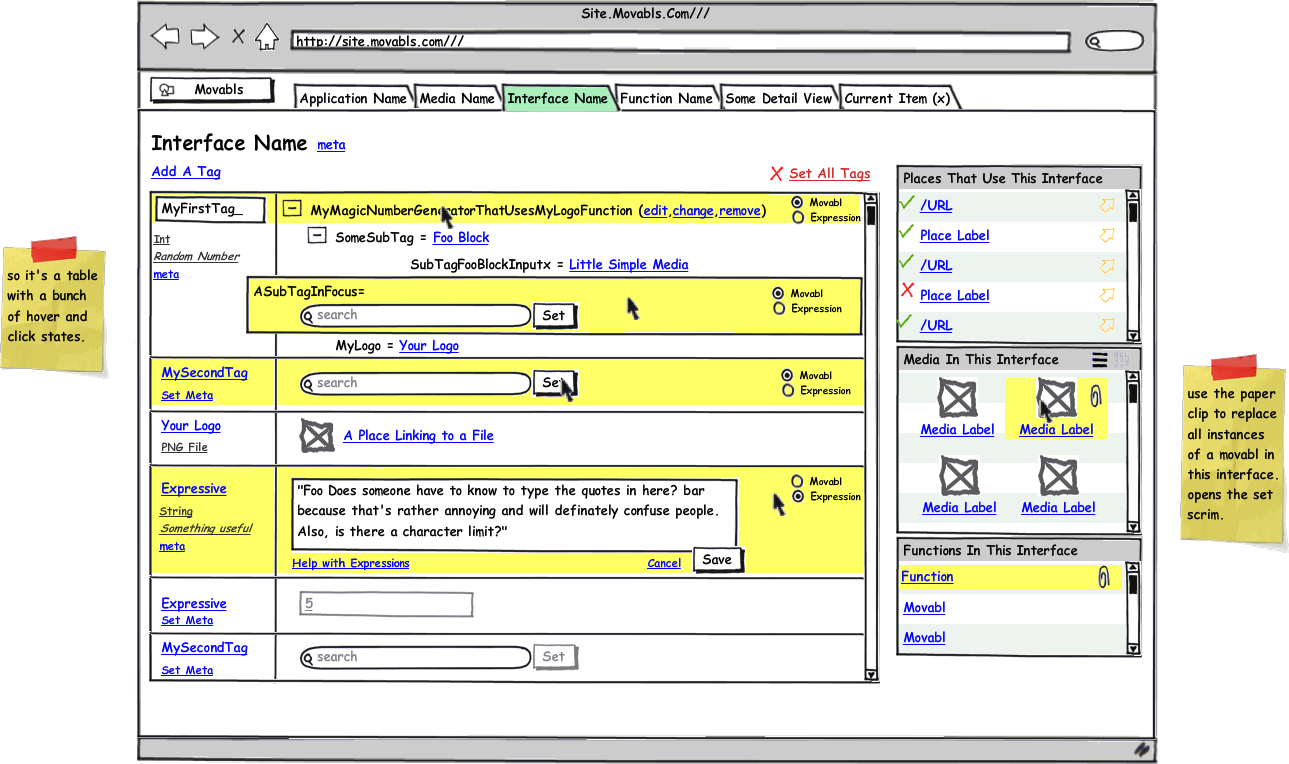 Site.Movabls.Com///
http://site.movabls.com///
Movabls
Application Name
Media Name
Interface Name
Function Name
Some Detail View
Current Item (x)
Interface Name meta
Add A Tag
X Set All Tags
MyFirstTag_
Int
Random Number
meta
MyMagicNumberGeneratorThatUsesMyLogoFunction (edit,change,remove)
Movabl
Expression
SomeSubTag = Foo Block
SubTagFooBlockInputx = Little Simple Media
ASubTagInFocus=
search
Set
Movabl
Expression
MyLogo = Your Logo
MySecondTag
Set Meta
search
Set
Movabl
Expression
Your Logo
PNG File
A Place Linking to a File
Expressive
String
Something useful
meta
"Foo Does someone have to know to type the quotes in here? bar
because that's rather annoying and will definately confuse people.
Also, is there a character limit?"
Movabl
Expression
Help with Expressions
Cancel
Save
Expressive
Set Meta
5
MySecondTag
Set Meta
search
Set
Places That Use This Interface
/URL
Place Label
/URL
Place Label
/URL
Media In This Interface
Media Label
Media Label
Media Label
Media Label
Functions In This Interface
Function
Movabl
Movabl
so it's a table
with a bunch
of hover and
click states.
use the paper
clip to replace
all instances
of a movabl in
this interface.
opens the set
scrim.